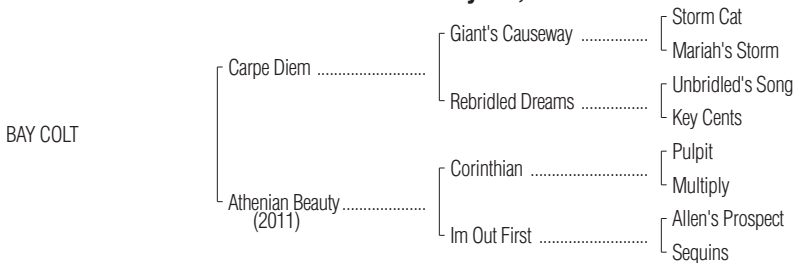 Storm Cat
Giant's Causeway ................
Mariah's Storm
Carpe Diem ..........................
Unbridled's Song
Rebridled Dreams ................
Key Cents
BAY COLT
Pulpit
Corinthian ............................
Multiply
Athenian Beauty....................
(2011)
Allen's Prospect
Im Out First ..........................
Sequins